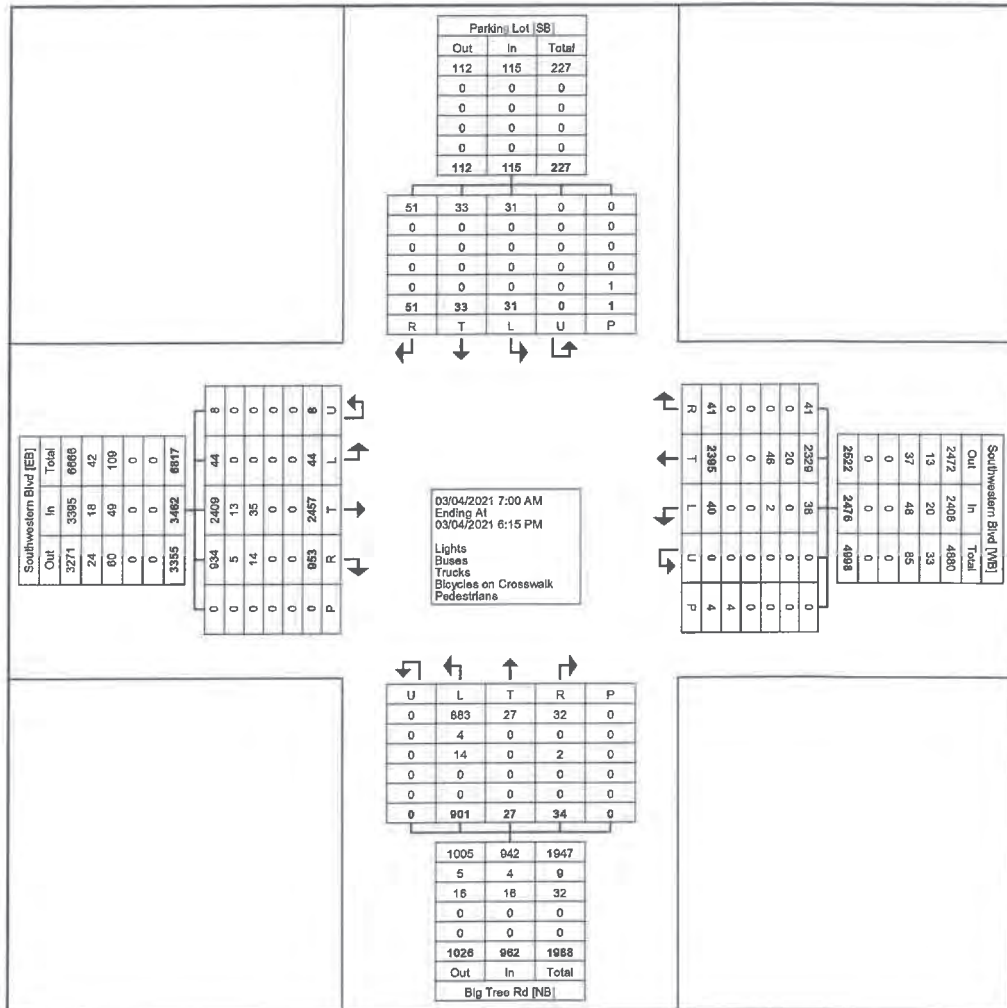 Parking Lot [SB]
Out In Total
112 115 227
0 0 0
0 0 0
0 0 0
0 0 0
112 115 227
51 33 31 0 0
0 0 0 0 0
0 0 0 0 0
0 0 0 0 0
0 0 0 0 1
51 33 31 0 1
R T L U P
Southwestern Blvd [EB]
Total 6666 42 109 0 0 6817
In 3395 18 49 0 0 3462
Out 3271 24 60 0 0 3355
8 0 0 0 0 8 U
44 0 0 0 0 44 L
2409 13 35 0 0 2457 T
934 5 14 0 0 953 R
0 0 0 0 0 0 P
03/04/2021 7:00 AM
Ending At
03/04/2021 6:15 PM
Lights
Buses
Trucks
Bicycles on Crosswalk
Pedestrians
R 41 0 0 0 0 41
T 2395 0 0 46 20 2329
L 40 0 0 2 0 38
U 0 0 0 0 0 0
P 4 4 0 0 0 0
Southwestern Blvd [WB]
2522 0 0 37 13 2472 Out
2476 0 0 48 20 2408 In
4998 0 0 85 33 4880 Total
U L T R P
0 883 27 32 0
0 4 0 0 0
0 14 0 2 0
0 0 0 0 0
0 0 0 0 0
0 901 27 34 0
1005 942 1947
5 4 9
16 16 32
0 0 0
0 0 0
1026 962 1988
Out In Total
Big Tree Rd [NB]